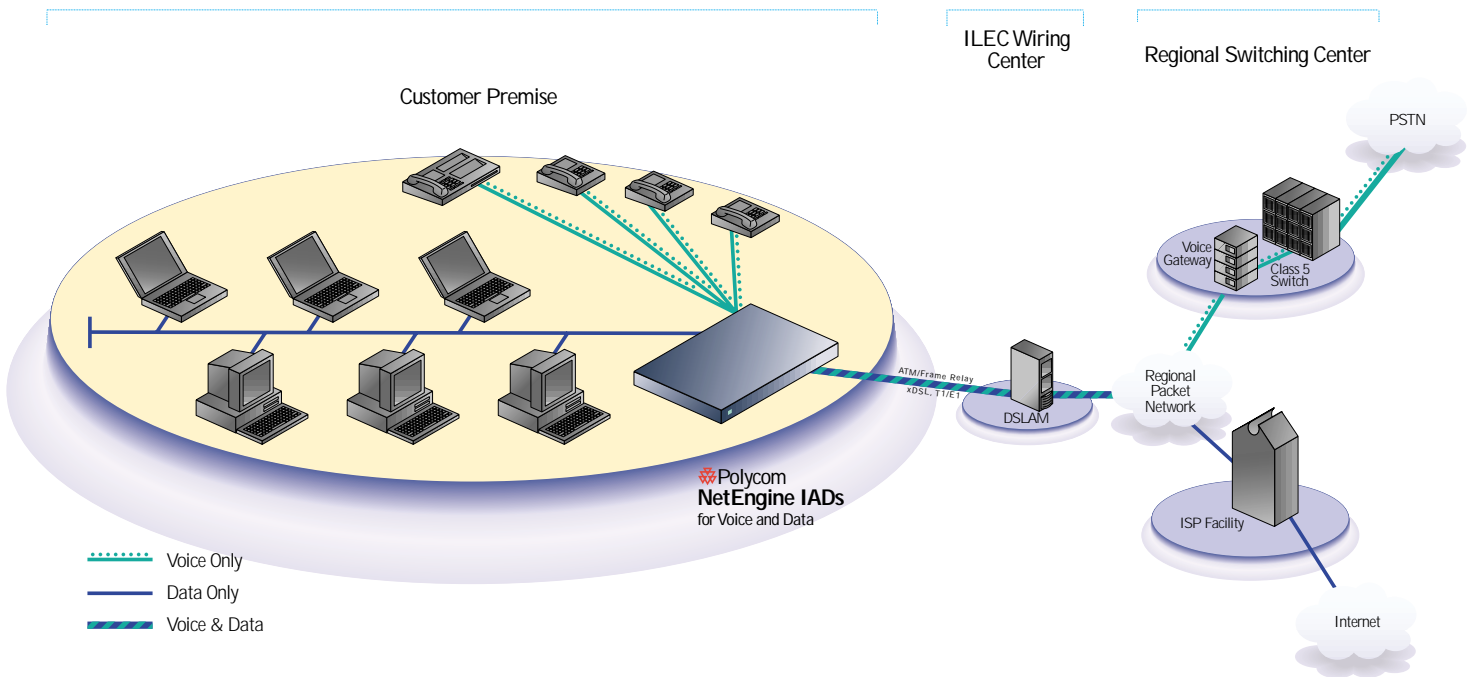 ILEC Wiring
Center
Regional Switching Center
Customer Premise
PSTN
Voice
Gateway
Class 5
Switch
ATM/Frame Relay
xDSL, T1/E1
DSLAM
Regional
Packet
Network
Polycom
NetEngine IADs
for Voice and Data
ISP Facility
Voice Only
Data Only
Voice & Data
Internet